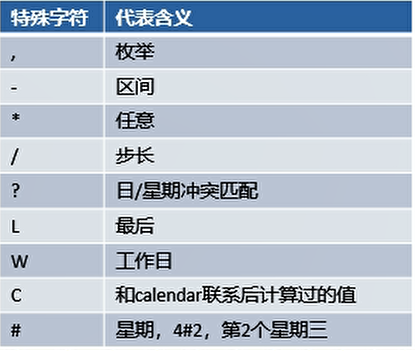 特殊字符 代表含义
, 枚举
- 区间
* 任意
/ 步长
? 日/星期冲突匹配
L 最后
W 工作日
C 和calendar联系后计算过的值
# 星期，4#2，第2个星期三